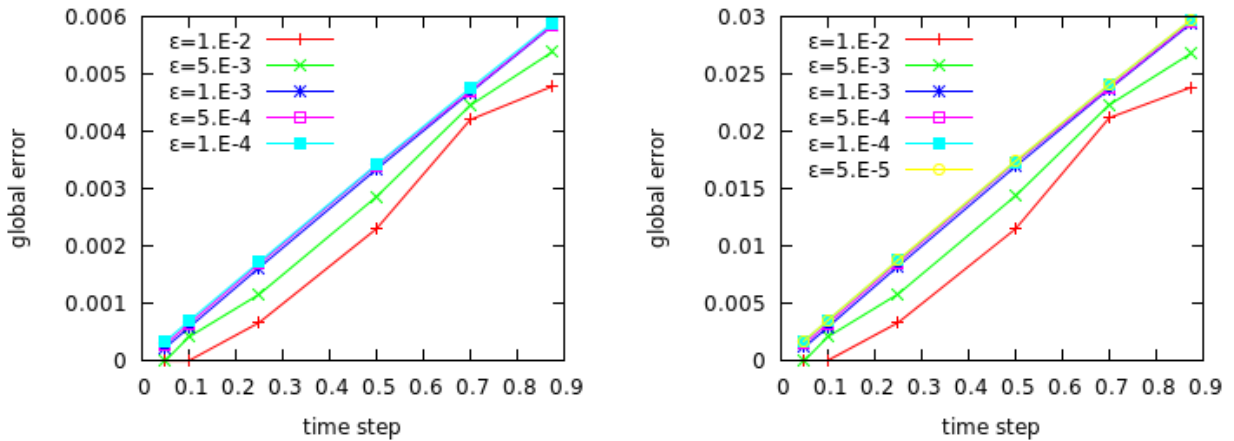 0.006
0.005
0.004
0.003
0.002
0.001
0
global error
ε=1.E-2
ε=5.E-3
ε=1.E-3
ε=5.E-4
ε=1.E-4
0 0.1 0.2 0.3 0.4 0.5 0.6 0.7 0.8 0.9
time step
0.03
0.025
0.02
0.015
0.01
0.005
0
global error
ε=1.E-2
ε=5.E-3
ε=1.E-3
ε=5.E-4
ε=1.E-4
ε=5.E-5
0 0.1 0.2 0.3 0.4 0.5 0.6 0.7 0.8 0.9
time step